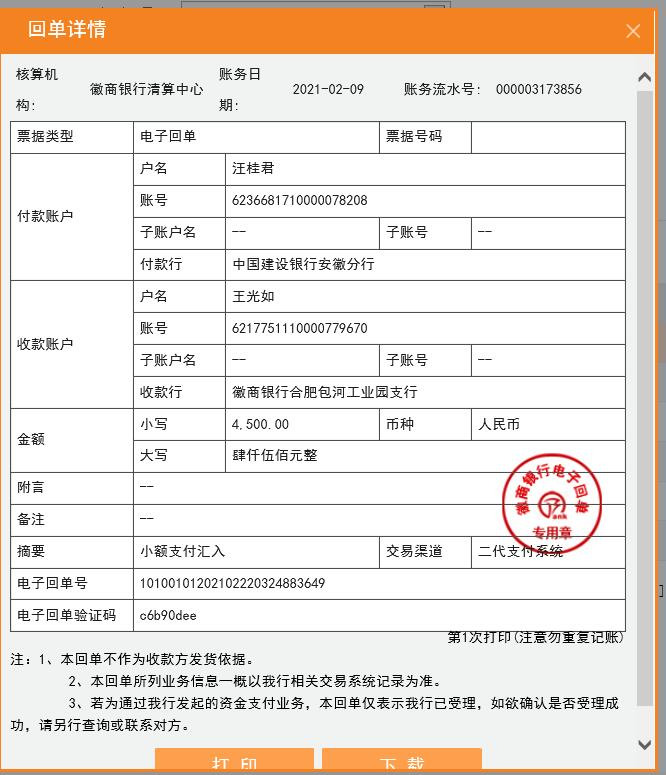 回单详情
核算机构： 徽商银行清算中心 账务日期： 2021-02-09 账务流水号： 000003173856
票据类型 电子回单 票据号码
付款账户 户名 汪桂君
账号 6236681710000078208
子账户名 -- 子账号 --
付款行 中国建设银行安徽分行
收款账户 户名 王光如
账号 6217751110000779670
子账户名 -- 子账号 --
收款行 徽商银行合肥包河工业园支行
金额 小写 4,500.00 币种 人民币
大写 肆仟伍佰元整
附言 --
备注 --
徽商银行电子回单
Bank
专用章
摘要 小额支付汇入 交易渠道 二代支付系统
电子回单号 10100101202102220324883649
电子回单验证码 c6b90dee
第1次打印(注意勿重复记账)
注：1、本回单不作为收款方发货依据。
2、本回单所列业务信息一概以我行相关交易系统记录为准。
3、若为通过我行发起的资金支付业务，本回单仅表示我行已受理，如欲确认是否受理成
功，请另行查询或联系对方。
打 印 下 载